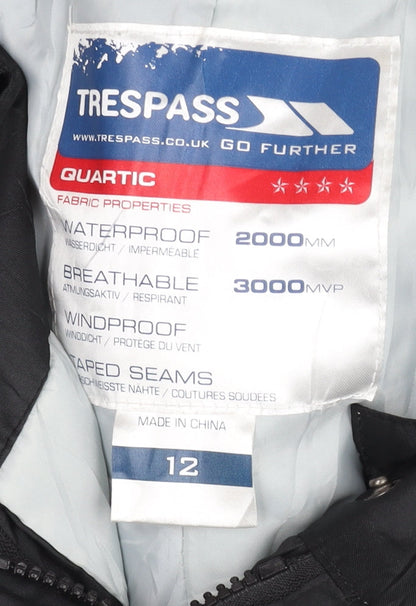 TRESPASS
WWW.TRESPASS.CO.UK GO FURTHER
QUARTIC
FABRIC PROPERTIES
WATERPROOF 2000MM
WASSERDICHT / IMPERMEABLE
BREATHABLE 3000MVP
ATMUNGSAKTIV / RESPIRANT
WINDPROOF
WINDDICHT / PROTEGE DU VENT
TAPED SEAMS
NAHTE / COUTURES SOUDEES
MADE IN CHINA
12